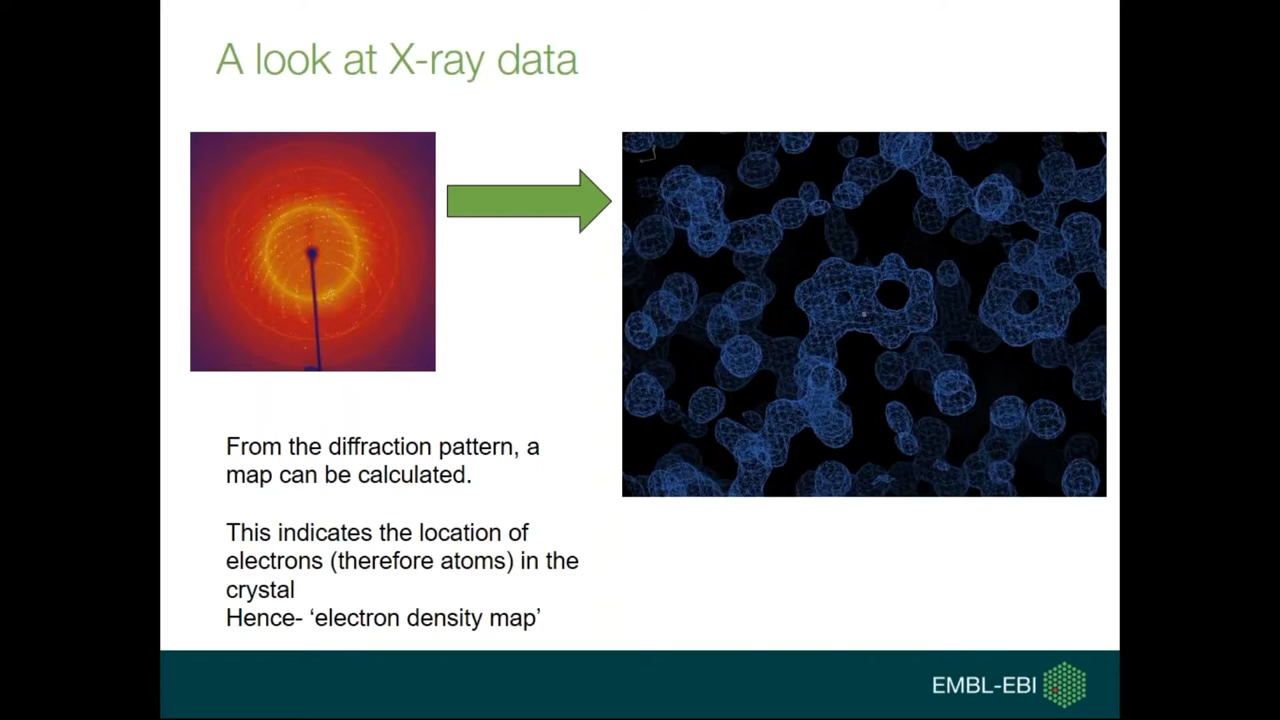 A look at X-ray data
From the diffraction pattern, a
map can be calculated.
This indicates the location of
electrons (therefore atoms) in the
crystal
Hence- ‘electron density map’
EMBL-EBI